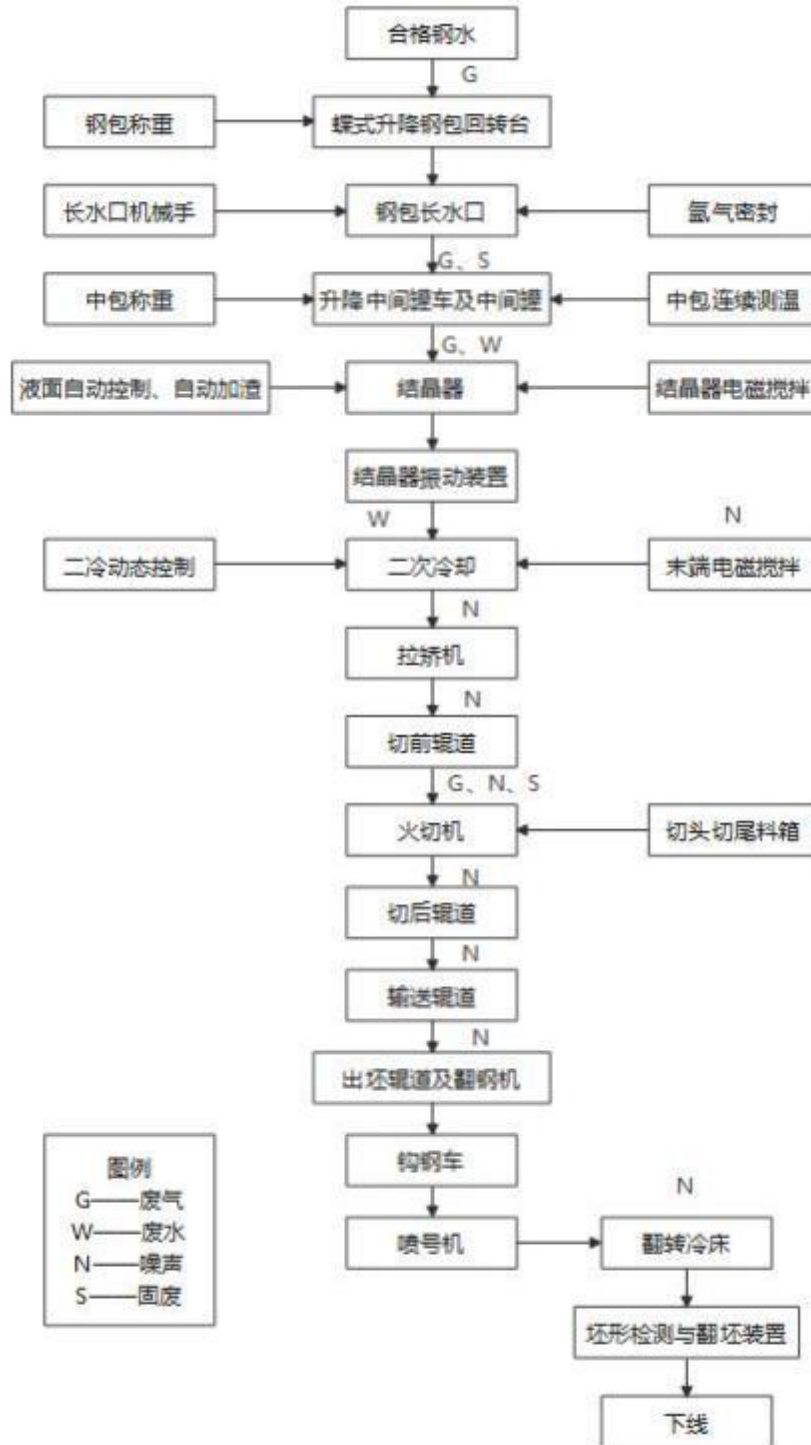 合格钢水
G
钢包称重
蝶式升降钢包回转台
长水口机械手
钢包长水口
氩气密封
G、S
中包称重
升降中间罐车及中间罐
中包连续测温
G、W
液面自动控制、自动加渣
结晶器
结晶器电磁搅拌
结晶器振动装置
W
N
二冷动态控制
二次冷却
末端电磁搅拌
N
拉矫机
N
切前辊道
G、N、S
火切机
切头切尾料箱
N
切后辊道
N
输送辊道
N
出坯辊道及翻钢机
钩钢车
N
喷号机
翻转冷床
坯形检测与翻坯装置
下线
图例
G——废气
W——废水
N——噪声
S——固废